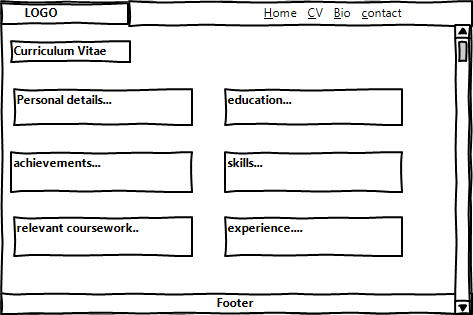 LOGO Home CV Bio contact
Curriculum Vitae
Personal details... education...
achievements... skills...
relevant coursework.. experience....
Footer